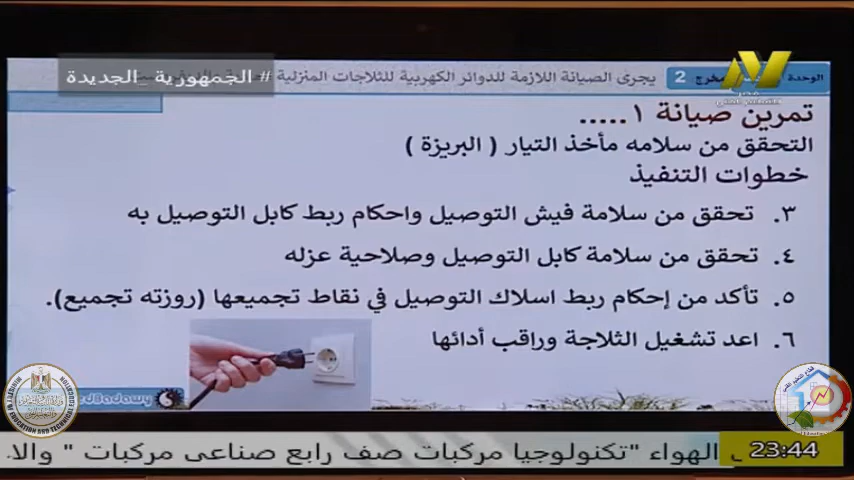 #الجمهورية _الجديدة
الوحدة
مخرج 2 يجرى الصيانة اللازمة للدوائر الكهربية للثلاجات المنزلية
تمرين صيانة ١.....
التحقق من سلامه مأخذ التيار ( البريزة )
خطوات التنفيذ
٣. تحقق من سلامة فيش التوصيل واحكام ربط كابل التوصيل به
٤. تحقق من سلامة كابل التوصيل وصلاحية عزله
٥. تأكد من إحكام ربط اسلاك التوصيل في نقاط تجميعها (روزته تجميع).
٦. اعد تشغيل الثلاجة وراقب أدائها
الهواء "تكنولوجيا مركبات صف رابع صناعى مركبات " والا
23:44